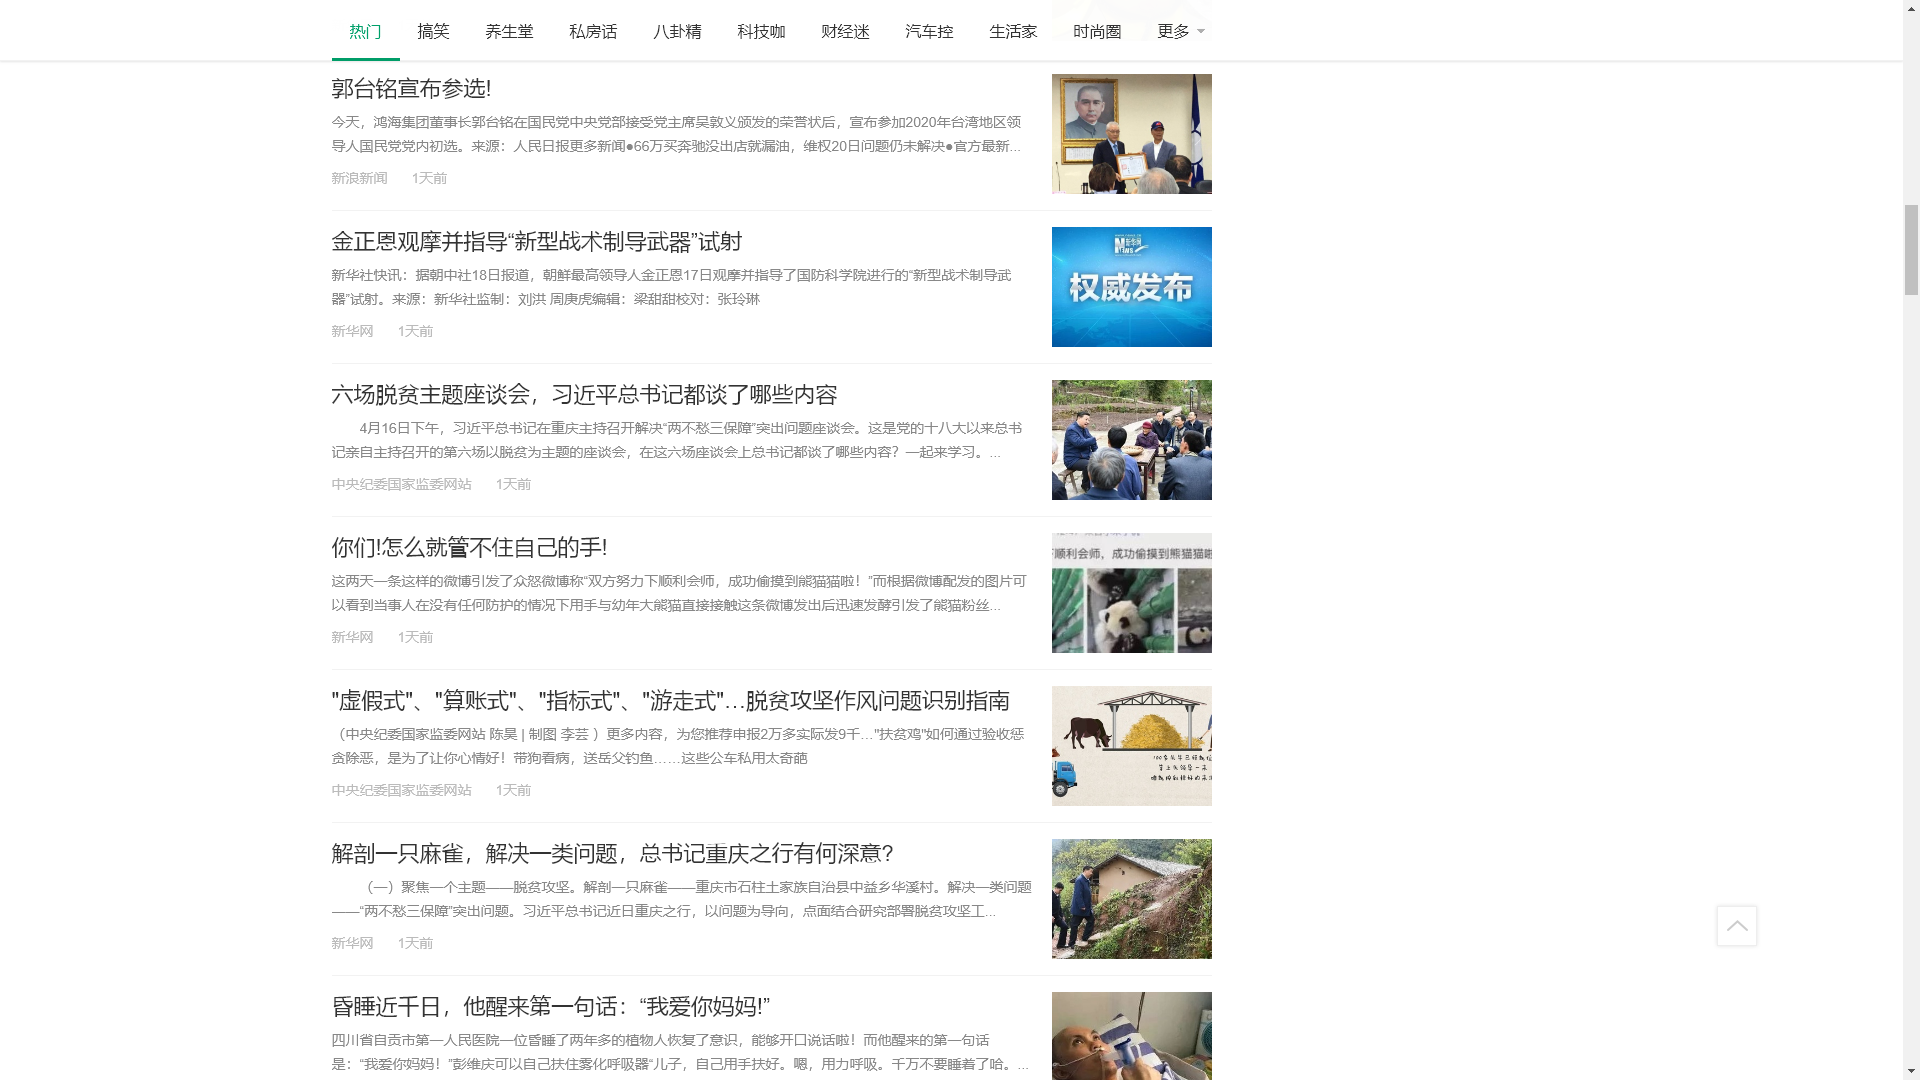 热门 搞笑 养生堂 私房话 八卦精 科技咖 财经迷 汽车控 生活家 时尚圈 更多
郭台铭宣布参选!
今天，鸿海集团董事长郭台铭在国民党中央党部接受党主席吴敦义颁发的荣誉状后，宣布参加2020年台湾地区领
导人国民党党内初选。来源：人民日报更多新闻●66万买奔驰没出店就漏油，维权20日问题仍未解决●官方最新...
新浪新闻 1天前
金正恩观摩并指导“新型战术制导武器”试射
新华社快讯：据朝中社18日报道，朝鲜最高领导人金正恩17日观摩并指导了国防科学院进行的“新型战术制导武
器”试射。来源：新华社监制：刘洪 周庚虎编辑：梁甜甜校对：张玲琳
新华网 1天前
新华网
NEWS
权威发布
六场脱贫主题座谈会，习近平总书记都谈了哪些内容
4月16日下午，习近平总书记在重庆主持召开解决“两不愁三保障”突出问题座谈会。这是党的十八大以来总书
记亲自主持召开的第六场以脱贫为主题的座谈会，在这六场座谈会上总书记都谈了哪些内容？一起来学习。...
中央纪委国家监委网站 1天前
你们!怎么就管不住自己的手!
这两天一条这样的微博引发了众怒微博称“双方努力下顺利会师，成功偷摸到熊猫猫啦！”而根据微博配发的图片可
以看到当事人在没有任何防护的情况下用手与幼年大熊猫直接接触这条微博发出后迅速发酵引发了熊猫粉丝...
新华网 1天前
顺利会师，成功偷摸到熊猫猫啦
"虚假式"、"算账式"、"指标式"、"游走式"…脱贫攻坚作风问题识别指南
（中央纪委国家监委网站 陈昊 | 制图 李芸 ）更多内容，为您推荐申报2万多实际发9千…"扶贫鸡"如何通过验收惩
贪除恶，是为了让你心情好！带狗看病，送岳父钓鱼……这些公车私用太奇葩
中央纪委国家监委网站 1天前
解剖一只麻雀，解决一类问题，总书记重庆之行有何深意?
（一）聚焦一个主题——脱贫攻坚。解剖一只麻雀——重庆市石柱土家族自治县中益乡华溪村。解决一类问题
——“两不愁三保障”突出问题。习近平总书记近日重庆之行，以问题为导向，点面结合研究部署脱贫攻坚工...
新华网 1天前
昏睡近千日，他醒来第一句话：“我爱你妈妈!”
四川省自贡市第一人民医院一位昏睡了两年多的植物人恢复了意识，能够开口说话啦！而他醒来的第一句话
是：“我爱你妈妈！”彭维庆可以自己扶住雾化呼吸器“儿子，自己用手扶好。嗯，用力呼吸。千万不要睡着了哈。...